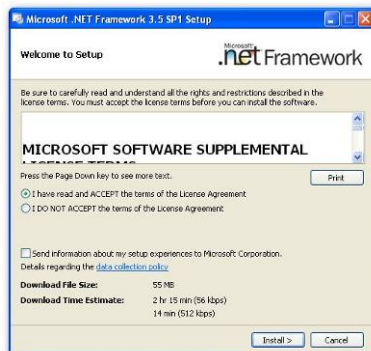 Microsoft .NET Framework 3.5 SP1 Setup
Welcome to Setup
Microsoft
.net Framework
Be sure to carefully read and understand all the rights and restrictions described in the
license terms. You must accept the license terms before you can install the software.
MICROSOFT SOFTWARE SUPPLEMENTAL
LICENSE TERMS
Press the Page Down key to see more text.
Print
I have read and ACCEPT the terms of the License Agreement
I DO NOT ACCEPT the terms of the License Agreement
Send information about my setup experiences to Microsoft Corporation.
Details regarding the data collection policy
Download File Size: 55 MB
Download Time Estimate: 2 hr 15 min (56 kbps)
14 min (512 kbps)
Install >
Cancel